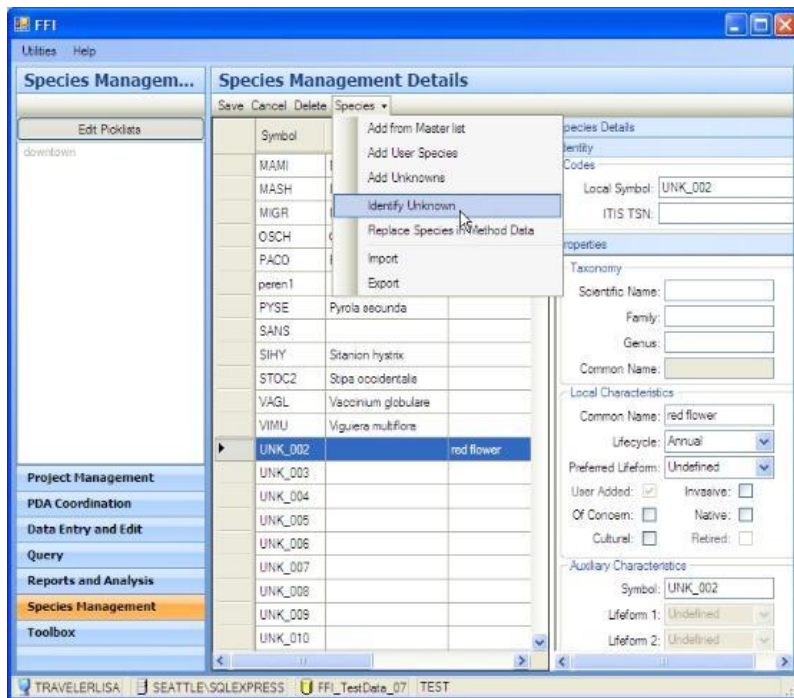 FFI
Utilities Help
Species Managem...
Species Management Details
Save Cancel Delete Species
Edit Picklists
downtown
Symbol
MAMI
MASH
MIGR
OSCH
PACO
peren1
PYSE Pyrola secunda
SANS
SIHY Sitanion hystrix
STOC2 Stipa occidentalis
VAGL Vaccinium globulare
VIMU Viguiera multiflora
UNK_002 red flower
UNK_003
UNK_004
UNK_005
UNK_006
UNK_007
UNK_008
UNK_009
UNK_010
Add from Master list
Add User Species
Add Unknowns
Identify Unknown
Replace Species in Method Data
Import
Export
pecies Details
dentity
Codes
Local Symbol: UNK_002
ITIS TSN:
roperties
Taxonomy
Scientific Name:
Family:
Genus:
Common Name:
Local Characteristics
Common Name: red flower
Lifecycle: Annual
Preferred Lifeform: Undefined
User Added: Invasive:
Of Concern: Native:
Cultural: Retired:
Auxiliary Characteristics
Symbol: UNK_002
Lifeform 1: Undefined
Lifeform 2: Undefined
Project Management
PDA Coordination
Data Entry and Edit
Query
Reports and Analysis
Species Management
Toolbox
TRAVELERLISA SEATTLE\SQLEXPRESS FFI_TestData_07 TEST